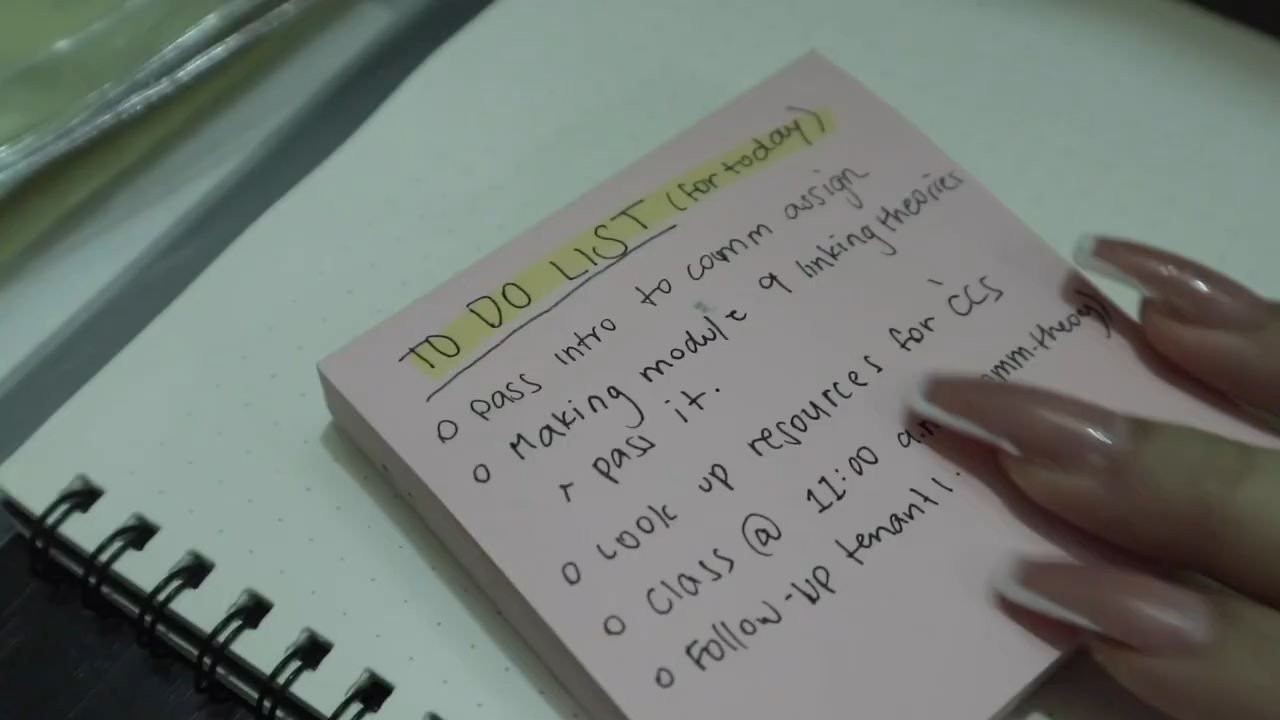 TO DO LIST (for today)
o pass intro to comm assign
o Making module 9 linking theories
pass it.
o Look up resources for CCS
o Class @ 11:00 a.m
o Follow-up